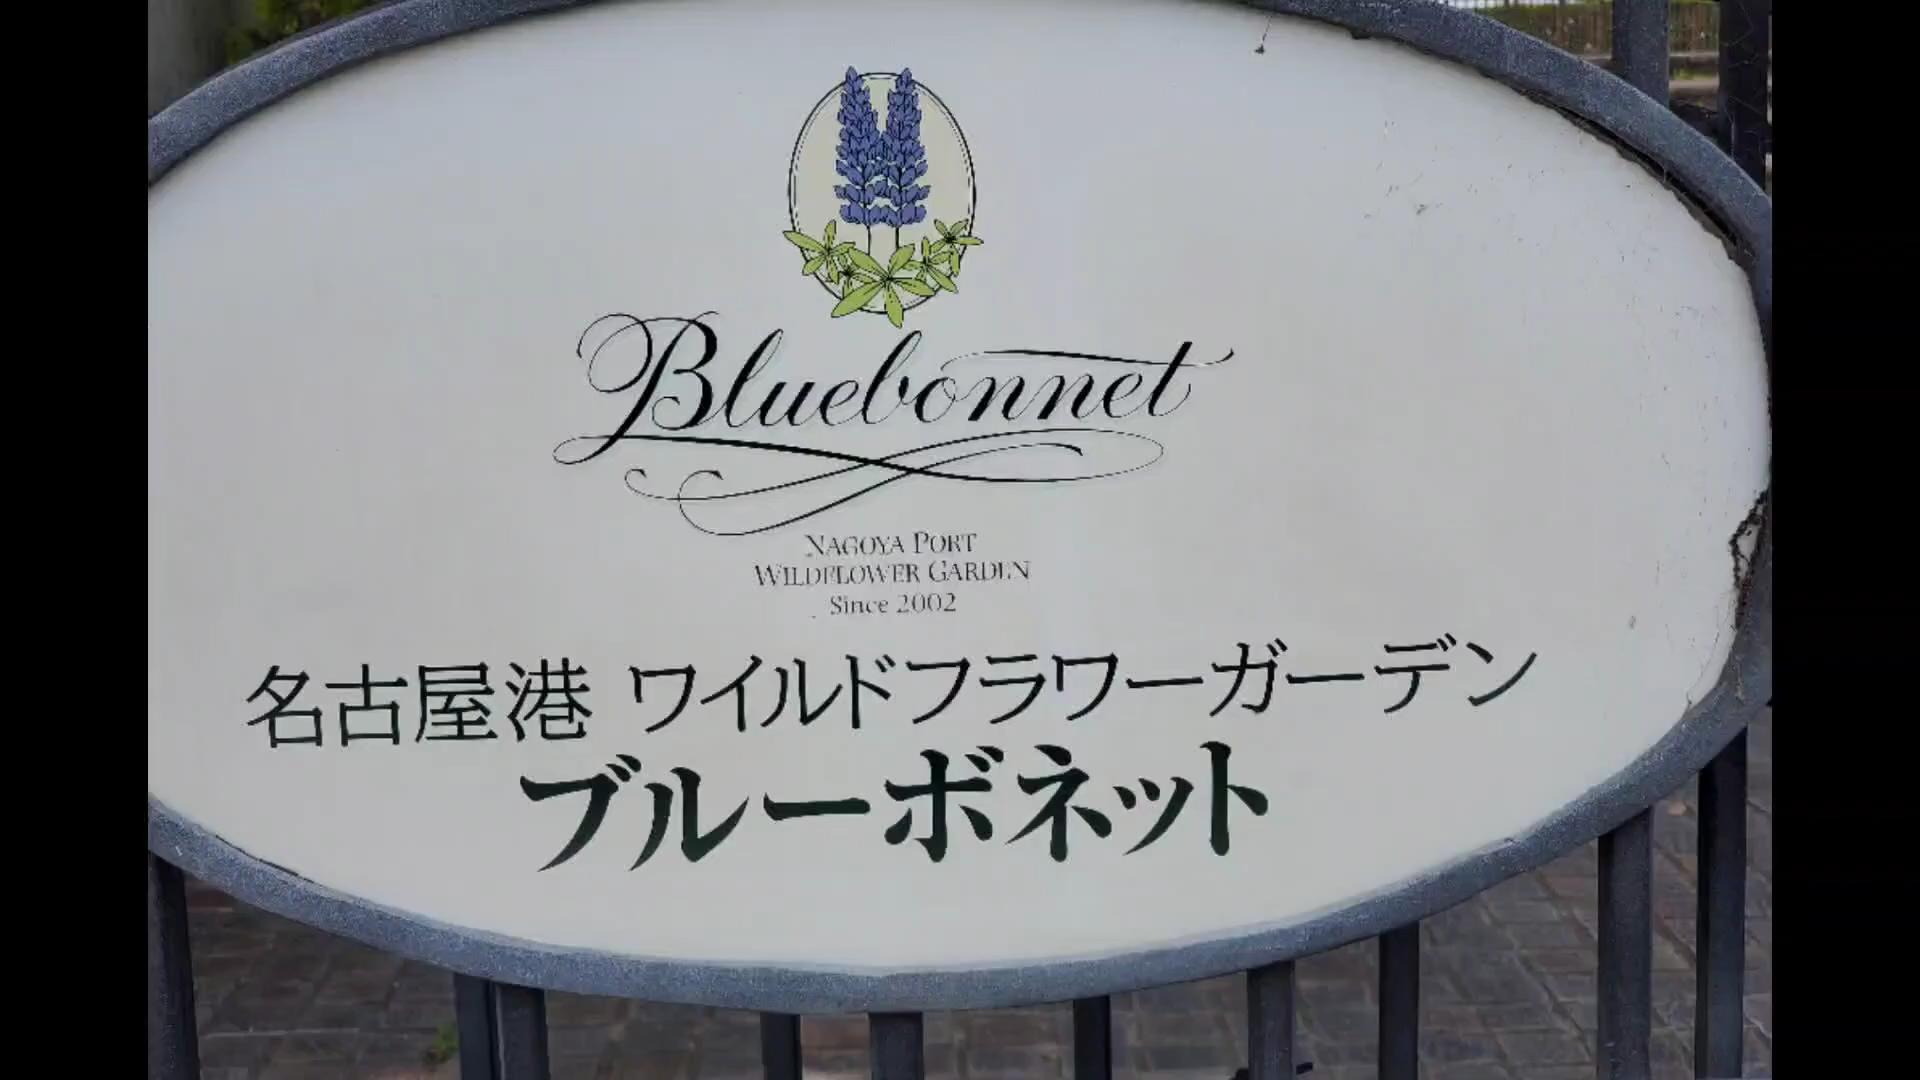 Bluebonnet
NAGOYA PORT
WILDFLOWER GARDEN
Since 2002
名古屋港 ワイルドフラワーガーデン
ブルーボネット